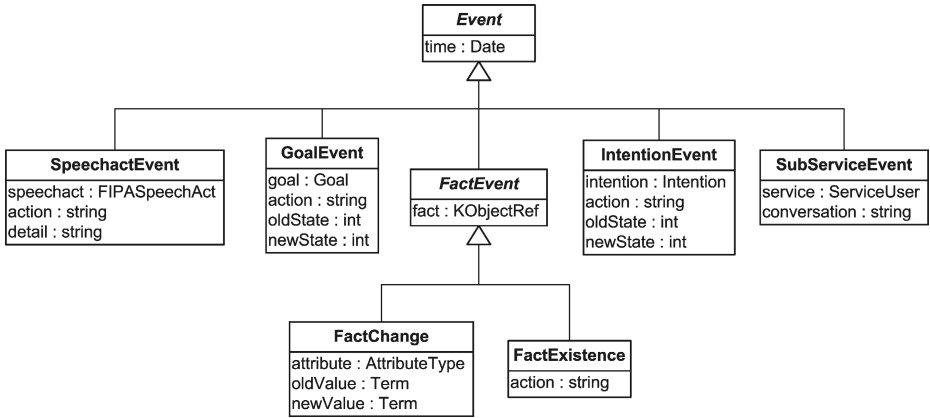 Event
time : Date
SpeechactEvent
speechact : FIPASpeechAct
action : string
detail : string
GoalEvent
goal : Goal
action : string
oldState : int
newState : int
FactEvent
fact : KObjectRef
IntentionEvent
intention : Intention
action : string
oldState : int
newState : int
SubServiceEvent
service : ServiceUser
conversation : string
FactChange
attribute : AttributeType
oldValue : Term
newValue : Term
FactExistence
action : string